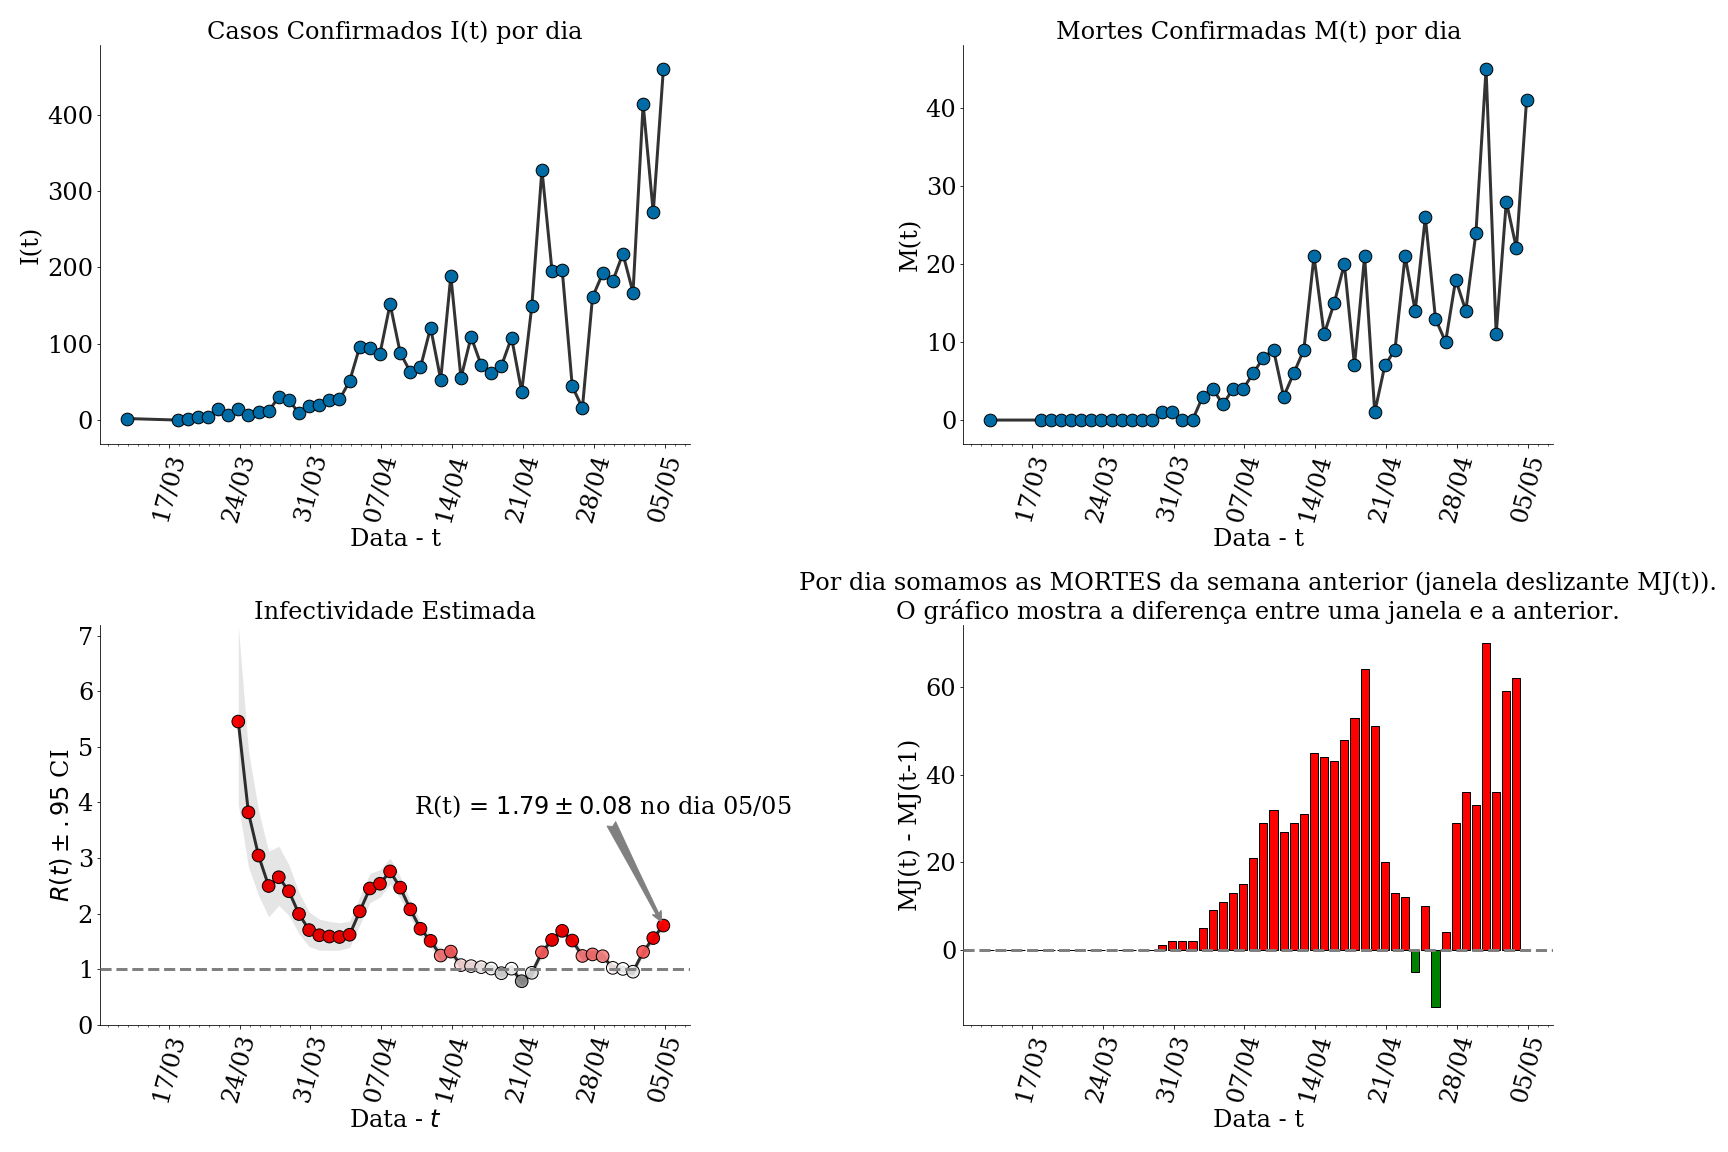 Casos Confirmados I(t) por dia
I(t)
400
300
200
100
0
17/03 24/03 31/03 07/04 14/04 21/04 28/04 05/05
Data - t
Mortes Confirmadas M(t) por dia
M(t)
40
30
20
10
0
17/03 24/03 31/03 07/04 14/04 21/04 28/04 05/05
Data - t
Infectividade Estimada
R(t) ± .95 CI
7
6
5
4
3
2
1
0
R(t) = 1.79 ± 0.08 no dia 05/05
17/03 24/03 31/03 07/04 14/04 21/04 28/04 05/05
Data - t
Por dia somamos as MORTES da semana anterior (janela deslizante MJ(t)).
O gráfico mostra a diferença entre uma janela e a anterior.
MJ(t) - MJ(t-1)
60
40
20
0
17/03 24/03 31/03 07/04 14/04 21/04 28/04 05/05
Data - t